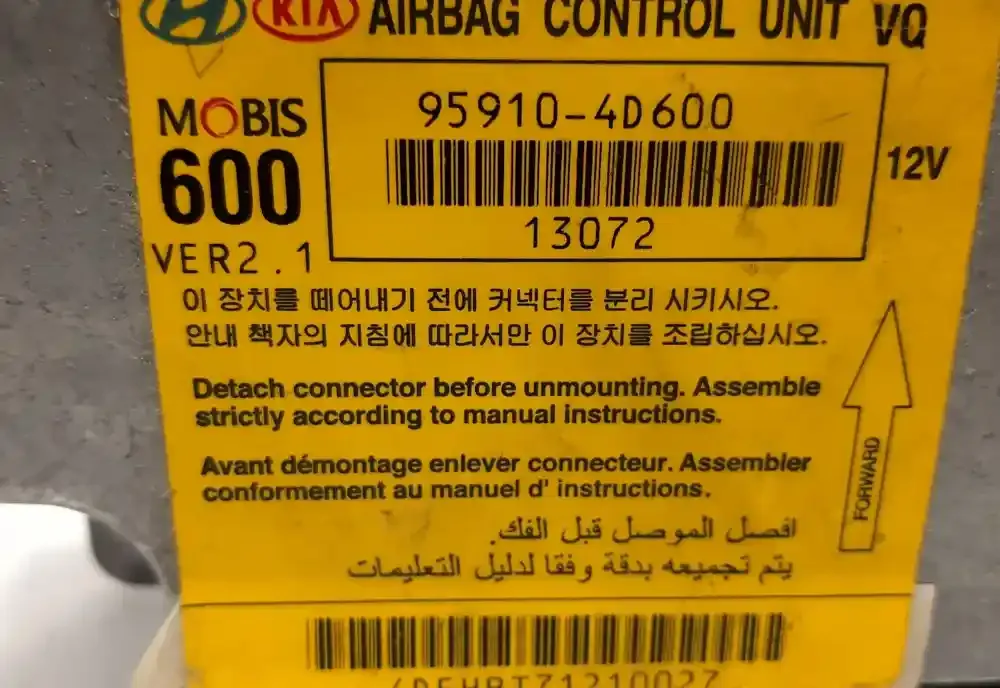 KIA AIRBAG CONTROL UNIT VQ
MOBIS
600
VER2.1
95910-4D600
13072
12V
이 장치를 떼어내기 전에 커넥터를 분리 시키시오.
안내 책자의 지침에 따라서만 이 장치를 조립하십시오.
Detach connector before unmounting. Assemble
strictly according to manual instructions.
Avant démontage enlever connecteur. Assembler
conformement au manuel d' instructions.
افصل الموصل قبل الفك.
يتم تجميعه بدقة وفقا لدليل التعليمات
FORWARD